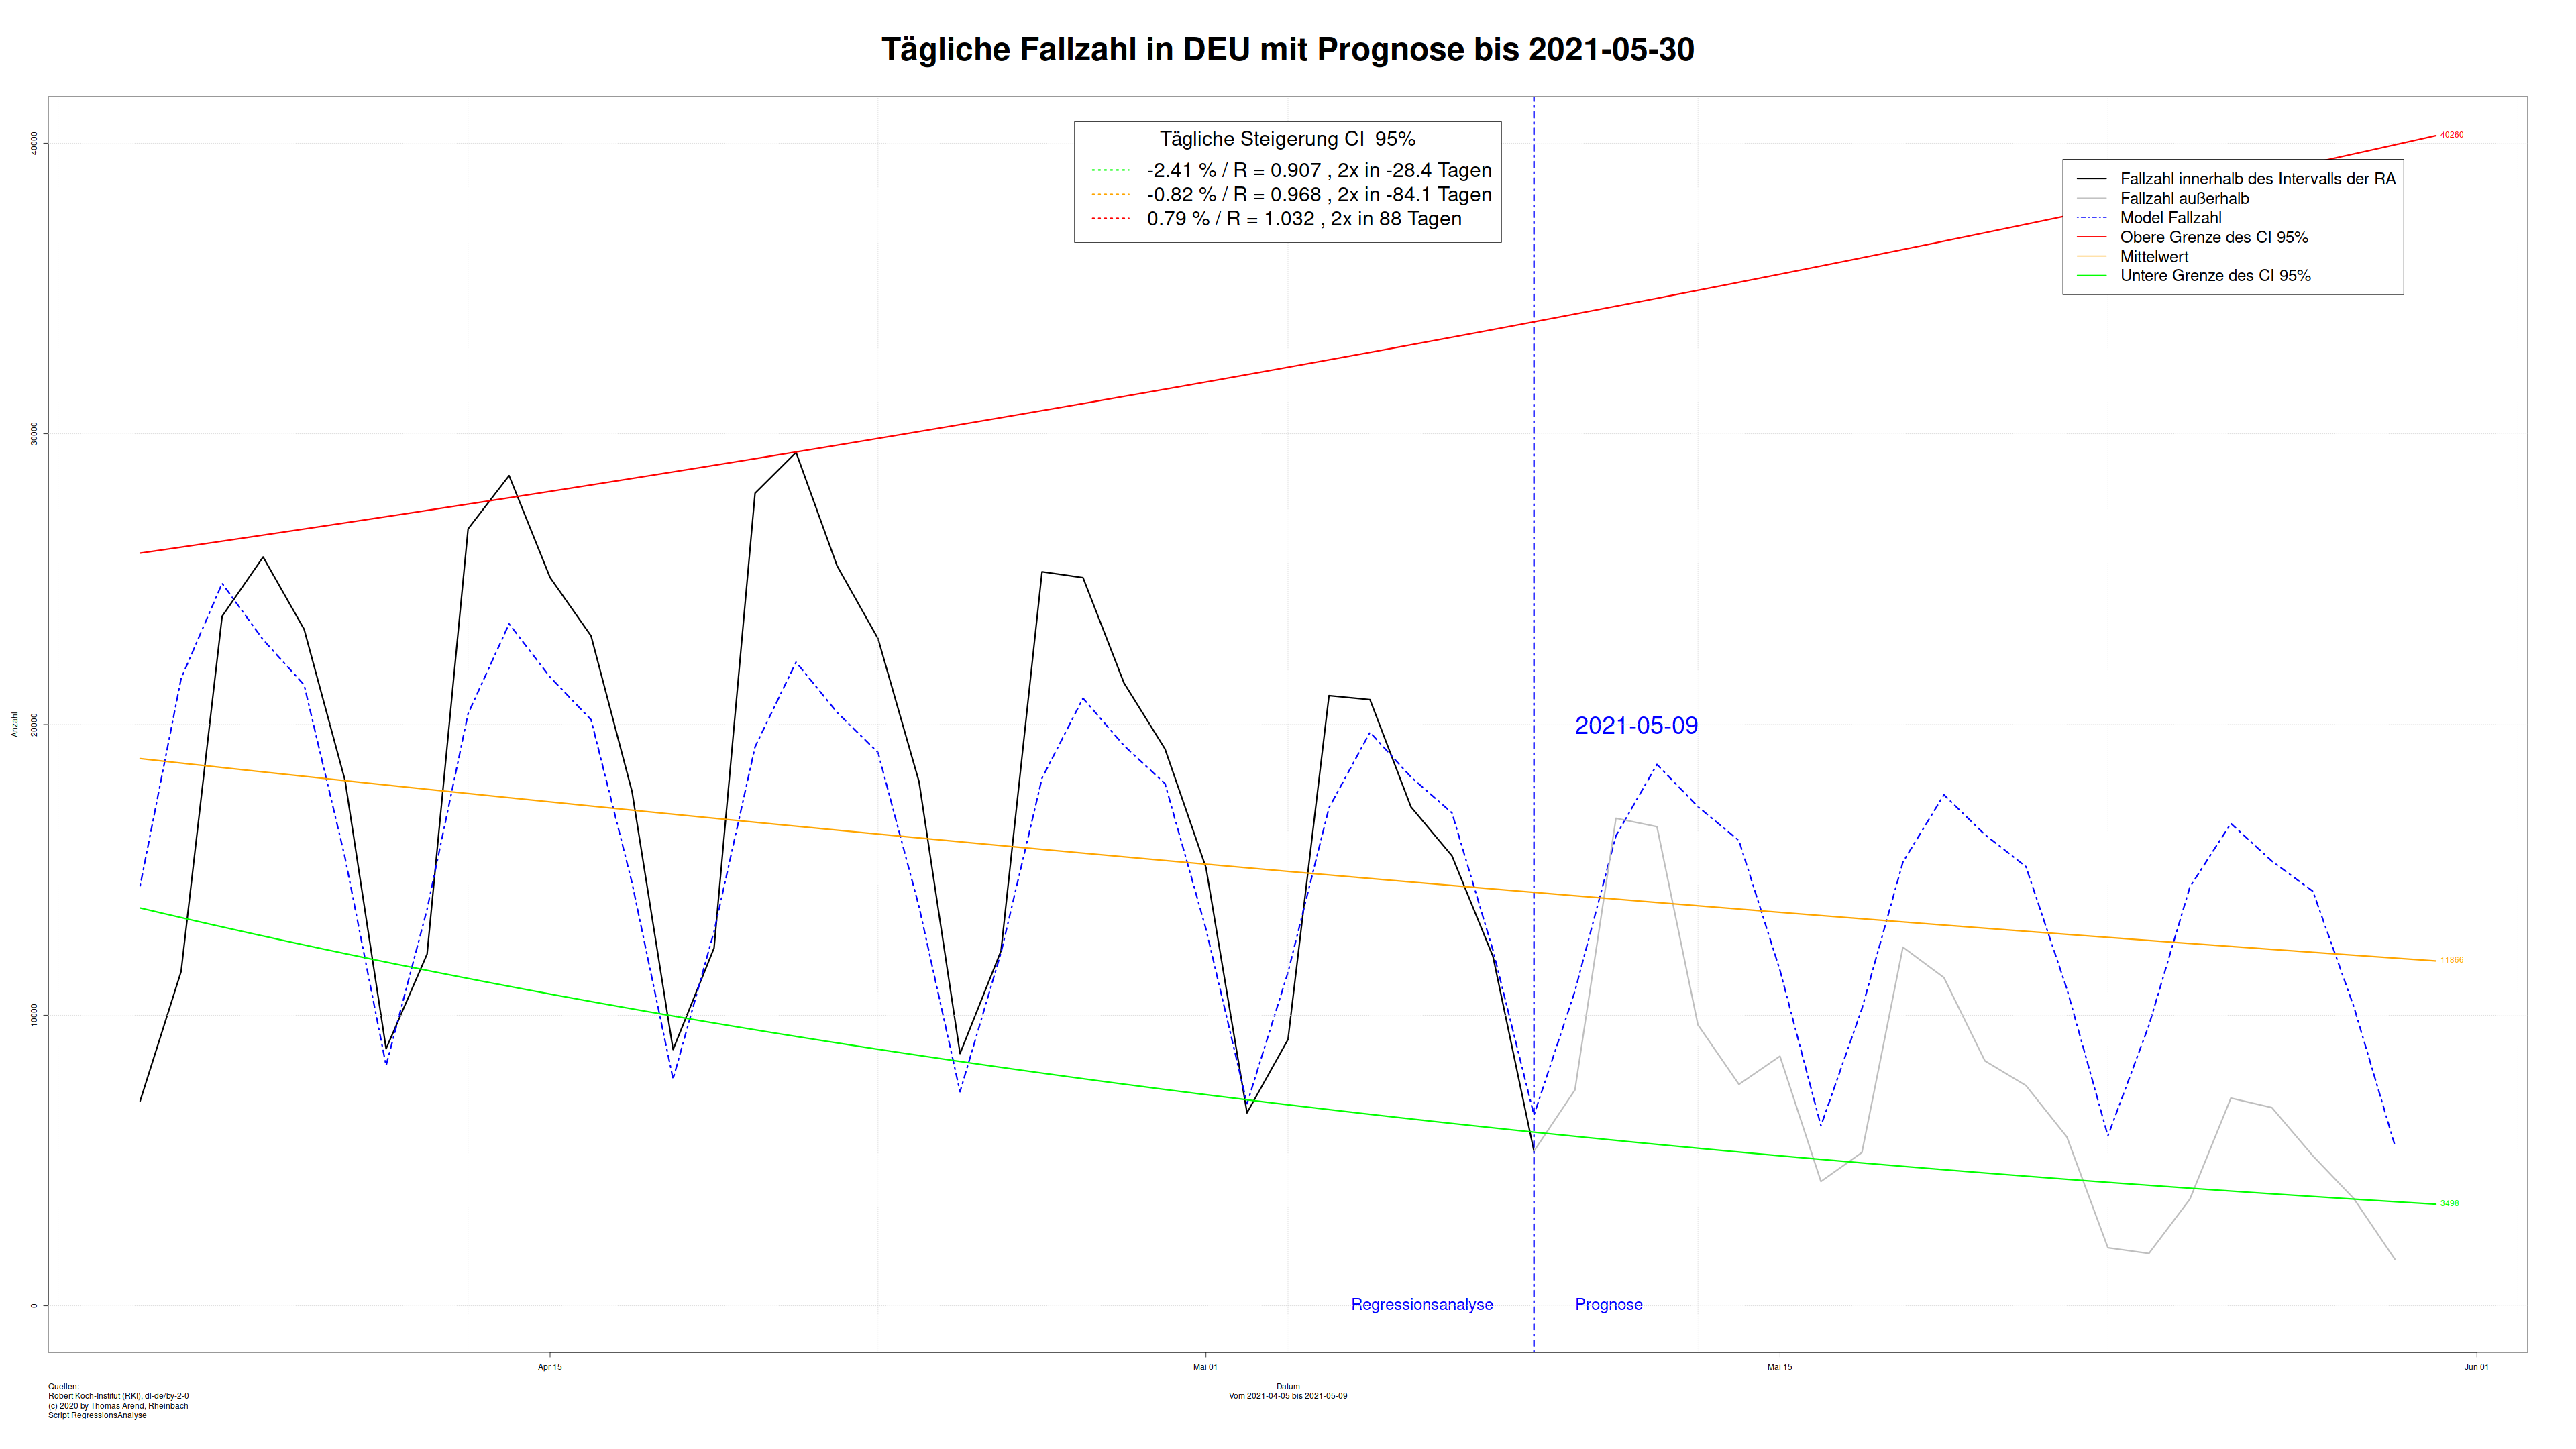 Tägliche Fallzahl in DEU mit Prognose bis 2021-05-30
Tägliche Steigerung CI  95%
-2.41 % / R = 0.907 , 2x in -28.4 Tagen
-0.82 % / R = 0.968 , 2x in -84.1 Tagen
0.79 % / R = 1.032 , 2x in 88 Tagen
40260
Fallzahl innerhalb des Intervalls der RA
Fallzahl außerhalb
Model Fallzahl
Obere Grenze des CI 95%
Mittelwert
Untere Grenze des CI 95%
40000
30000
20000
10000
0
Anzahl
2021-05-09
11866
3498
Regressionsanalyse
Prognose
Apr 15
Mai 01
Mai 15
Jun 01
Datum
Vom 2021-04-05 bis 2021-05-09
Quellen:
Robert Koch-Institut (RKI), dl-de/by-2-0
(c) 2020 by Thomas Arend, Rheinbach
Script RegressionsAnalyse